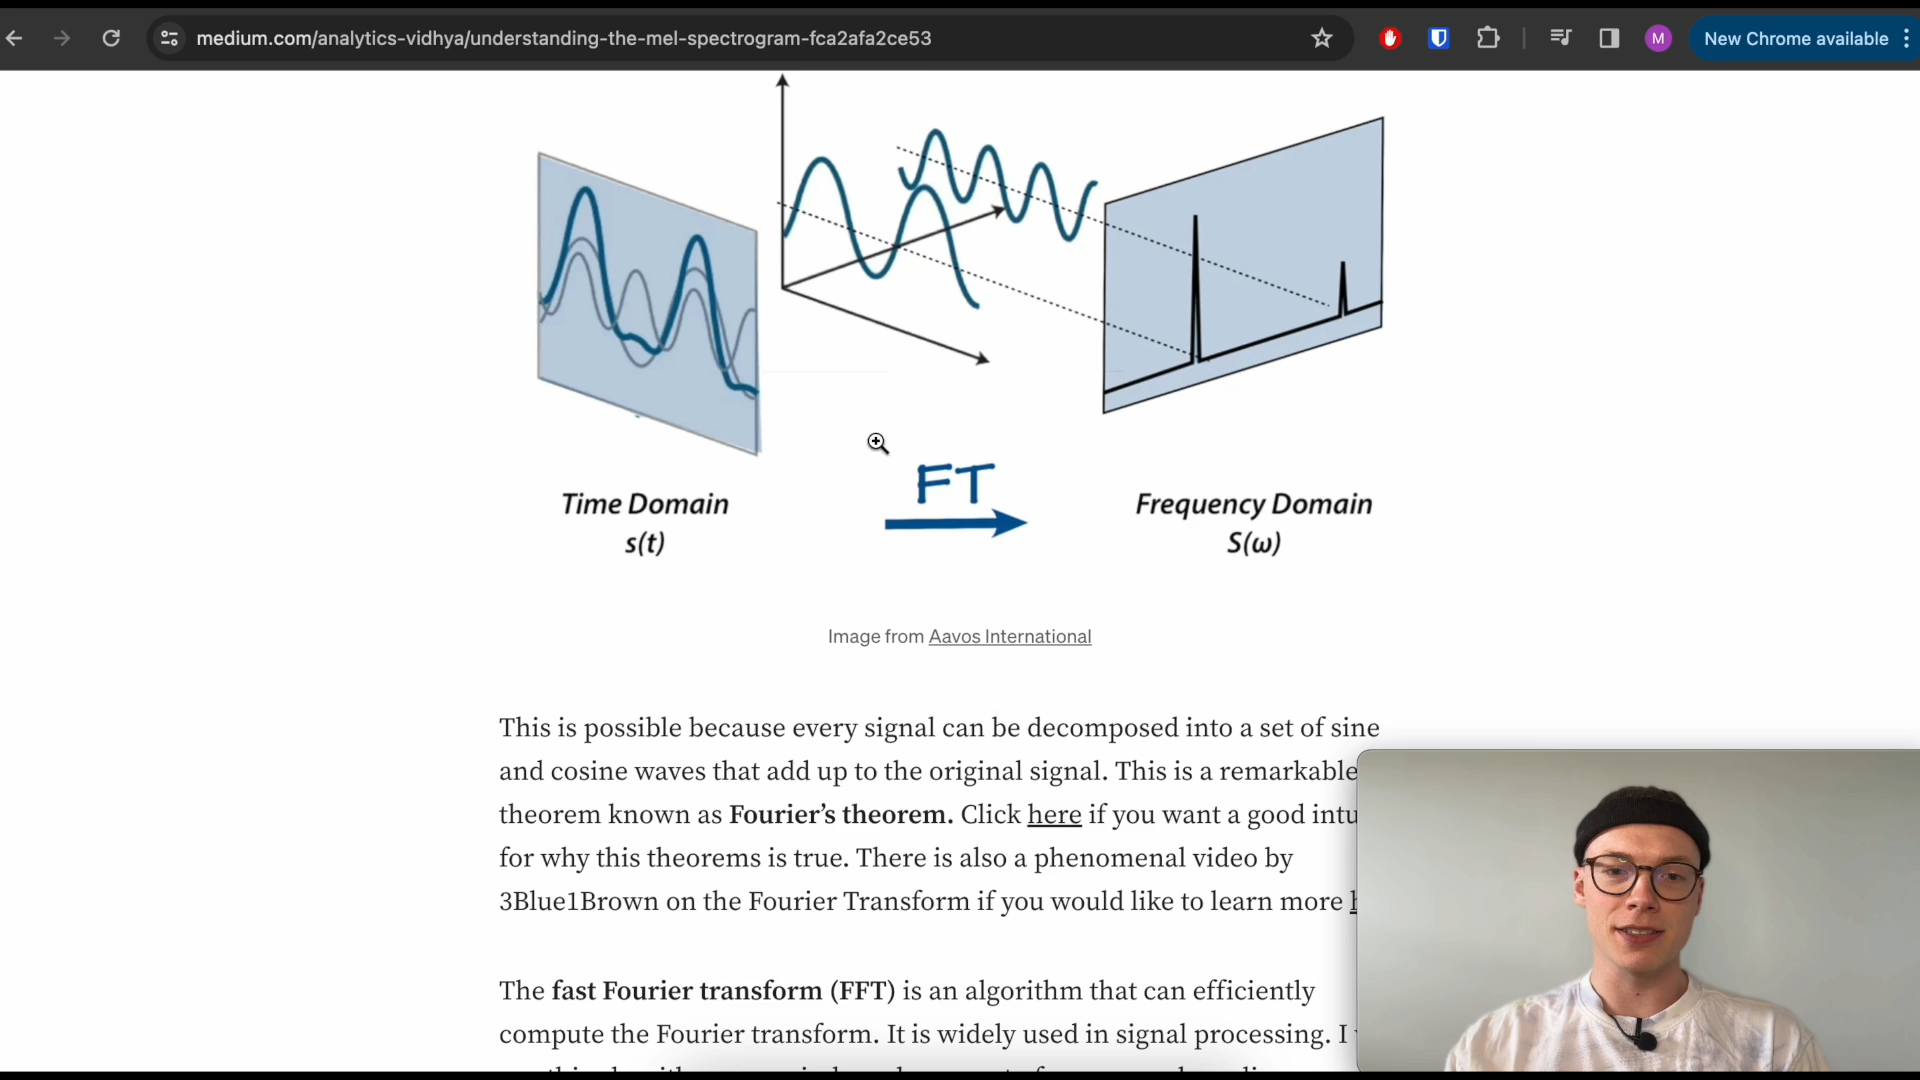 medium.com/analytics-vidhya/understanding-the-mel-spectrogram-fca2afa2ce53
M
New Chrome available
FT
Time Domain
s(t)
Frequency Domain
S(ω)
Image from Aavos International
This is possible because every signal can be decomposed into a set of sine
and cosine waves that add up to the original signal. This is a remarkable
theorem known as Fourier’s theorem. Click here if you want a good intu
for why this theorems is true. There is also a phenomenal video by
3Blue1Brown on the Fourier Transform if you would like to learn more
The fast Fourier transform (FFT) is an algorithm that can efficiently
compute the Fourier transform. It is widely used in signal processing. I